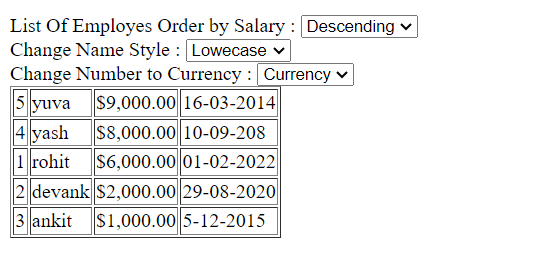 List Of Employes Order by Salary : Descending
Change Name Style : Lowecase
Change Number to Currency : Currency
5 yuva $9,000.00 16-03-2014
4 yash $8,000.00 10-09-208
1 rohit $6,000.00 01-02-2022
2 devank $2,000.00 29-08-2020
3 ankit $1,000.00 5-12-2015